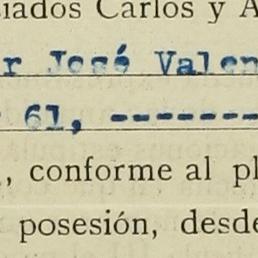 iados Carlos y A
r José Valen
61, -------
, conforme al pl
posesión, desde